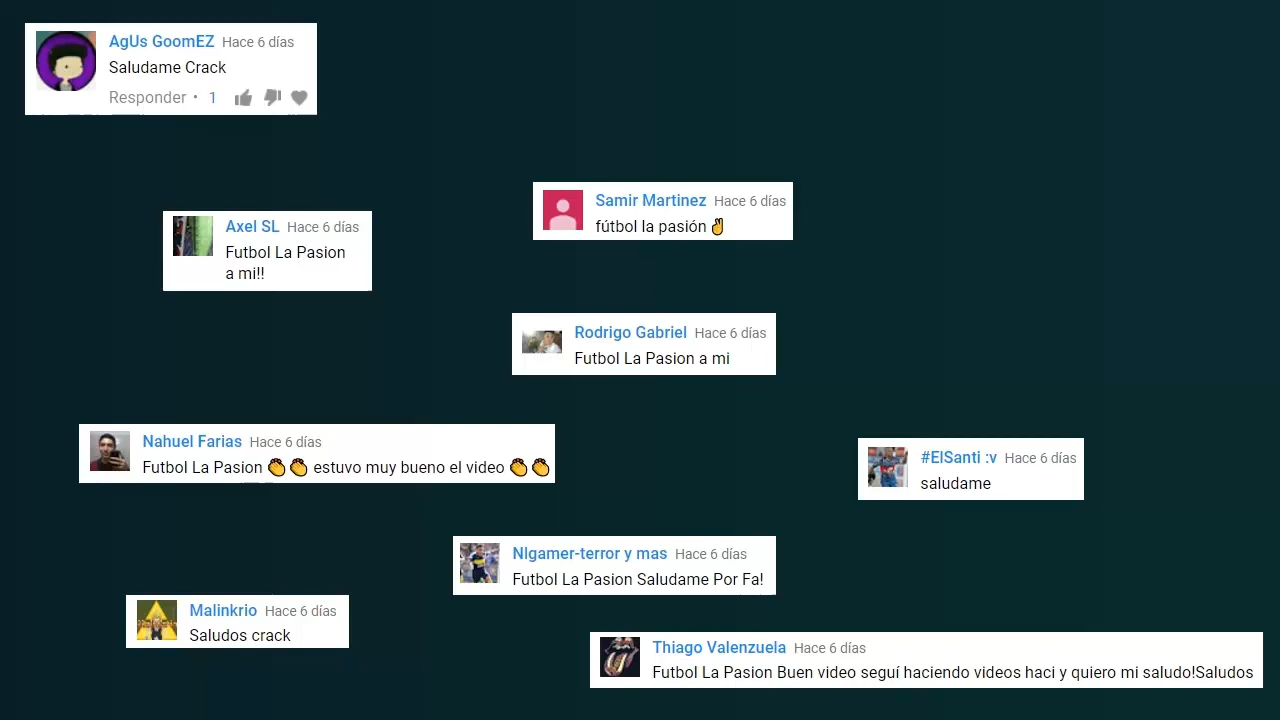 AgUs GoomEZ Hace 6 días
Saludame Crack
Responder • 1
Samir Martinez Hace 6 días
fútbol la pasión ✌
Axel SL Hace 6 días
Futbol La Pasion
a mi!!
Rodrigo Gabriel Hace 6 días
Futbol La Pasion a mi
Nahuel Farias Hace 6 días
Futbol La Pasion 👏👏 estuvo muy bueno el video 👏👏
#ElSanti :v Hace 6 días
saludame
NIgamer-terror y mas Hace 6 días
Futbol La Pasion Saludame Por Fa!
Malinkrio Hace 6 días
Saludos crack
Thiago Valenzuela Hace 6 días
Futbol La Pasion Buen video seguí haciendo videos haci y quiero mi saludo!Saludos